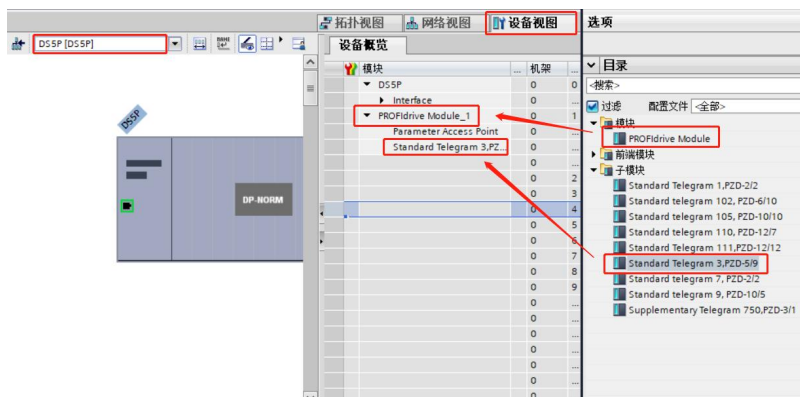 拓扑视图 网络视图 设备视图 选项
DS5P [DS5P]
设备概览
模块 ... 机架 ...
DS5P 0 0
Interface 0 ...
PROFIdrive Module_1 0 1
Parameter Access Point 0 ...
Standard Telegram 3,PZ... 0 ...
0 ...
0 2
0 3
0 4
0 5
0 6
0 7
0 8
0 9
0 ...
0 ...
0 ...
0 ...
0 ...
0 ...
DS5P
DP-NORM
目录
<搜索>
过滤 配置文件 <全部>
模块
PROFIdrive Module
前端模块
子模块
Standard Telegram 1,PZD-2/2
Standard telegram 102, PZD-6/10
Standard telegram 105, PZD-10/10
Standard telegram 110, PZD-12/7
Standard Telegram 111,PZD-12/12
Standard Telegram 3,PZD-5/9
Standard telegram 7, PZD-2/2
Standard telegram 9, PZD-10/5
Supplementary Telegram 750,PZD-3/1